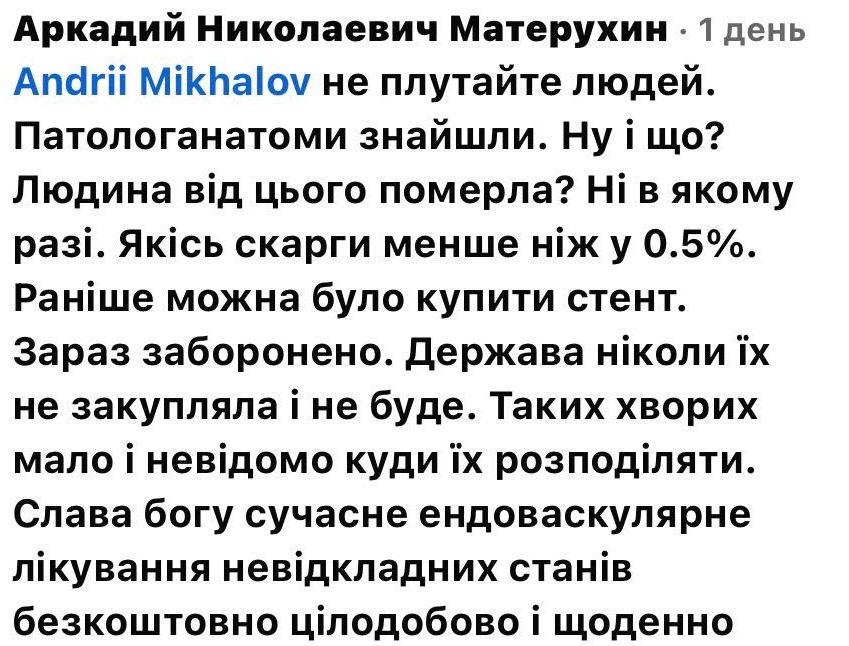 Аркадий Николаевич Матерухин · 1 день
Andrii Mikhalov не плутайте людей.
Патологанатоми знайшли. Ну і що?
Людина від цього померла? Ні в якому
разі. Якісь скарги менше ніж у 0.5%.
Раніше можна було купити стент.
Зараз заборонено. Держава ніколи їх
не закупляла і не буде. Таких хворих
мало і невідомо куди їх розподіляти.
Слава богу сучасне ендоваскулярне
лікування невідкладних станів
безкоштовно цілодобово і щоденно